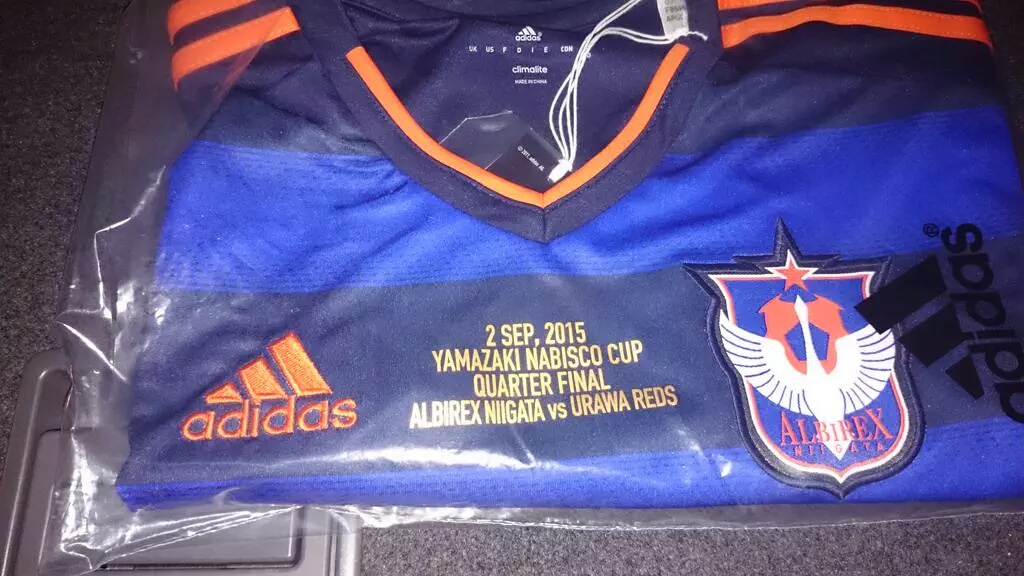 adidas
UK US F D I E CDN
climalite
MADE IN CHINA
2 SEP, 2015
YAMAZAKI NABISCO CUP
QUARTER FINAL
ALBIREX NIIGATA vs URAWA REDS
adidas
ALBIREX
NIIGATA
adidas®